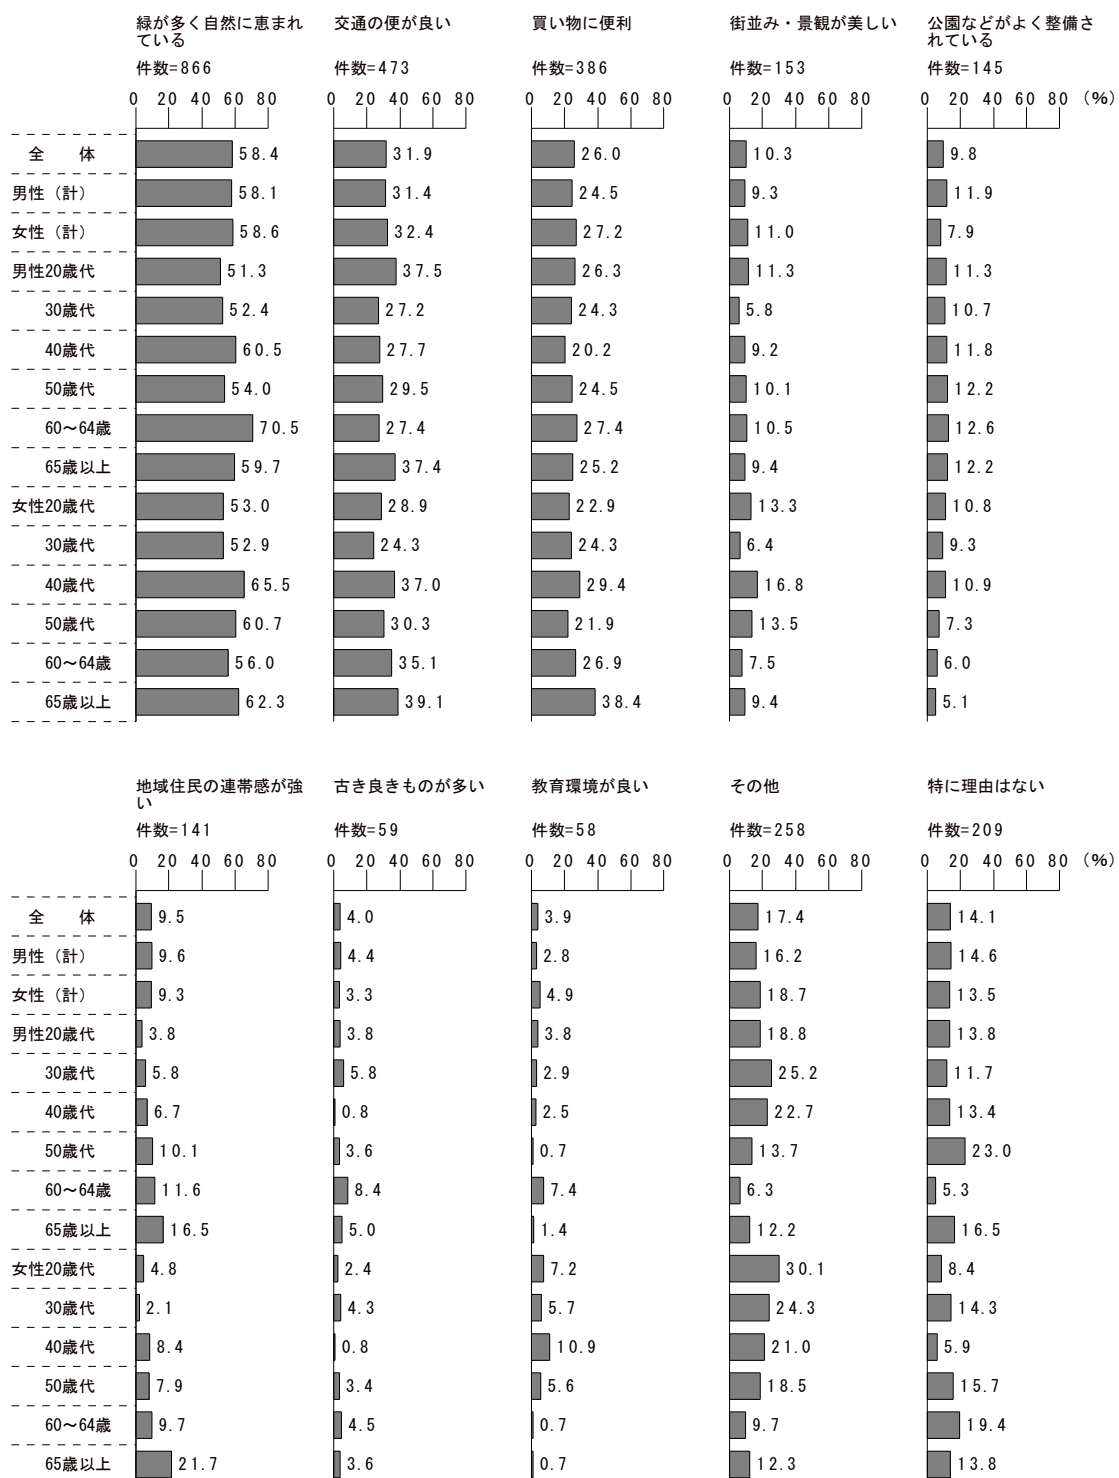 緑が多く自然に恵まれ 交通の便が良い 買い物に便利 街並み・景観が美しい 公園などがよく整備さ
ている れている
件数=866 件数=473 件数=386 件数=153 件数=145
0 20 40 60 80 0 20 40 60 80 0 20 40 60 80 0 20 40 60 80 0 20 40 60 80 (%)
全 体 58.4 31.9 26.0 10.3 9.8
男性(計) 58.1 31.4 24.5 9.3 11.9
女性(計) 58.6 32.4 27.2 11.0 7.9
男性20歳代 51.3 37.5 26.3 11.3 11.3
30歳代 52.4 27.2 24.3 5.8 10.7
40歳代 60.5 27.7 20.2 9.2 11.8
50歳代 54.0 29.5 24.5 10.1 12.2
60~64歳 70.5 27.4 27.4 10.5 12.6
65歳以上 59.7 37.4 25.2 9.4 12.2
女性20歳代 53.0 28.9 22.9 13.3 10.8
30歳代 52.9 24.3 24.3 6.4 9.3
40歳代 65.5 37.0 29.4 16.8 10.9
50歳代 60.7 30.3 21.9 13.5 7.3
60~64歳 56.0 35.1 26.9 7.5 6.0
65歳以上 62.3 39.1 38.4 9.4 5.1
地域住民の連帯感が強 古き良きものが多い 教育環境が良い その他 特に理由はない
い
件数=141 件数=59 件数=58 件数=258 件数=209
0 20 40 60 80 0 20 40 60 80 0 20 40 60 80 0 20 40 60 80 0 20 40 60 80 (%)
全 体 9.5 4.0 3.9 17.4 14.1
男性(計) 9.6 4.4 2.8 16.2 14.6
女性(計) 9.3 3.3 4.9 18.7 13.5
男性20歳代 3.8 3.8 3.8 18.8 13.8
30歳代 5.8 5.8 2.9 25.2 11.7
40歳代 6.7 0.8 2.5 22.7 13.4
50歳代 10.1 3.6 0.7 13.7 23.0
60~64歳 11.6 8.4 7.4 6.3 5.3
65歳以上 16.5 5.0 1.4 12.2 16.5
女性20歳代 4.8 2.4 7.2 30.1 8.4
30歳代 2.1 4.3 5.7 24.3 14.3
40歳代 8.4 0.8 10.9 21.0 5.9
50歳代 7.9 3.4 5.6 18.5 15.7
60~64歳 9.7 4.5 0.7 9.7 19.4
65歳以上 21.7 3.6 0.7 12.3 13.8